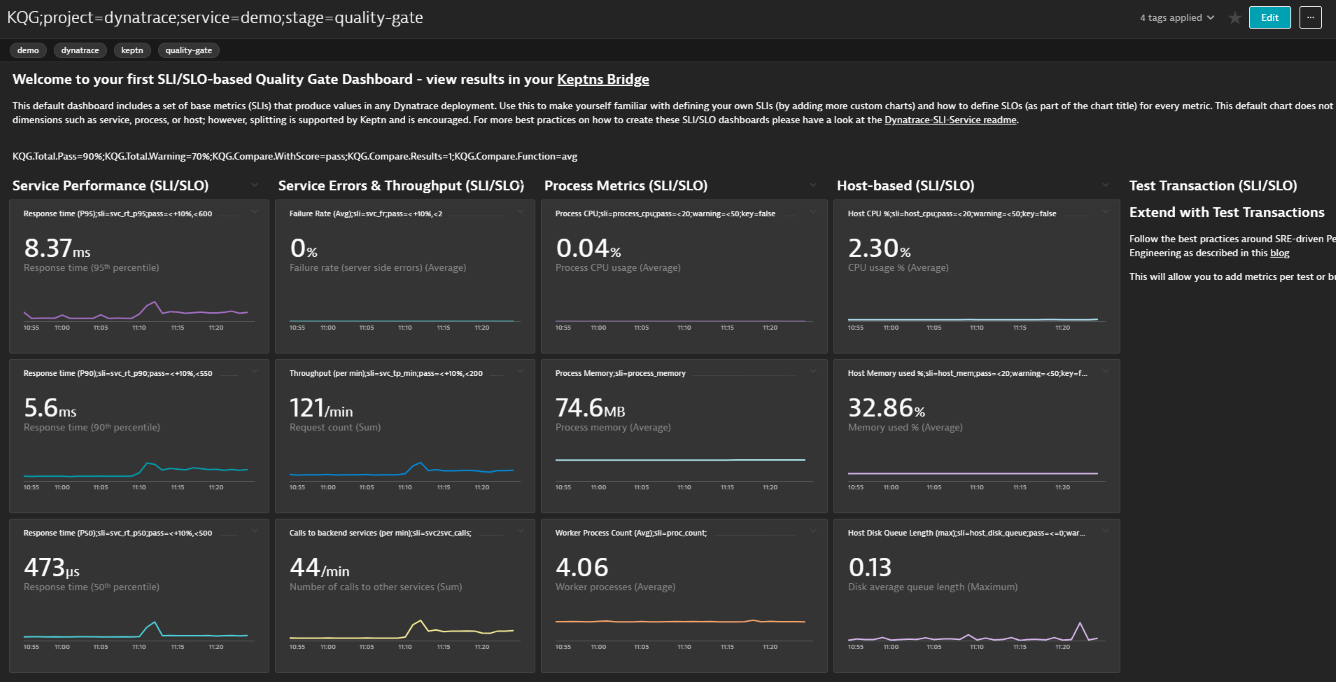 KQG;project=dynatrace;service=demo;stage=quality-gate
4 tags applied
Edit
...
demo dynatrace keptn quality-gate
Welcome to your first SLI/SLO-based Quality Gate Dashboard - view results in your Keptns Bridge
This default dashboard includes a set of base metrics (SLIs) that produce values in any Dynatrace deployment. Use this to make yourself familiar with defining your own SLIs (by adding more custom charts) and how to define SLOs (as part of the chart title) for every metric. This default chart does not
dimensions such as service, process, or host; however, splitting is supported by Keptn and is encouraged. For more best practices on how to create these SLI/SLO dashboards please have a look at the Dynatrace-SLI-Service readme.
KQG.Total.Pass=90%;KQG.Total.Warning=70%;KQG.Compare.WithScore=pass;KQG.Compare.Results=1;KQG.Compare.Function=avg
Service Performance (SLI/SLO)
Response time (P95);sli=svc_rt_p95;pass=<+10%,<600
8.37ms
Response time (95th percentile)
10:55 11:00 11:05 11:10 11:15 11:20
Response time (P90);sli=svc_rt_p90;pass=<+10%,<550
5.6ms
Response time (90th percentile)
10:55 11:00 11:05 11:10 11:15 11:20
Response time (P50);sli=svc_rt_p50;pass=<+10%,<500
473µs
Response time (50th percentile)
10:55 11:00 11:05 11:10 11:15 11:20
Service Errors & Throughput (SLI/SLO)
Failure Rate (Avg);sli=svc_fr;pass=<+10%,<2
0%
Failure rate (server side errors) (Average)
10:55 11:00 11:05 11:10 11:15 11:20
Throughput (per min);sli=svc_tp_min;pass=<+10%,<200
121/min
Request count (Sum)
10:55 11:00 11:05 11:10 11:15 11:20
Calls to backend services (per min);sli=svc2svc_calls;
44/min
Number of calls to other services (Sum)
10:55 11:00 11:05 11:10 11:15 11:20
Process Metrics (SLI/SLO)
Process CPU;sli=process_cpu;pass=<20;warning=<50;key=false
0.04%
Process CPU usage (Average)
10:55 11:00 11:05 11:10 11:15 11:20
Process Memory;sli=process_memory
74.6MB
Process memory (Average)
10:55 11:00 11:05 11:10 11:15 11:20
Worker Process Count (Avg);sli=proc_count;
4.06
Worker processes (Average)
10:55 11:00 11:05 11:10 11:15 11:20
Host-based (SLI/SLO)
Host CPU %;sli=host_cpu;pass=<20;warning=<50;key=false
2.30%
CPU usage % (Average)
10:55 11:00 11:05 11:10 11:15 11:20
Host Memory used %;sli=host_mem;pass=<20;warning=<50;key=f...
32.86%
Memory used % (Average)
10:55 11:00 11:05 11:10 11:15 11:20
Host Disk Queue Length (max);sli=host_disk_queue;pass=<=0;war...
0.13
Disk average queue length (Maximum)
10:55 11:00 11:05 11:10 11:15 11:20
Test Transaction (SLI/SLO)
Extend with Test Transactions
Follow the best practices around SRE-driven Pe
Engineering as described in this blog
This will allow you to add metrics per test or bu